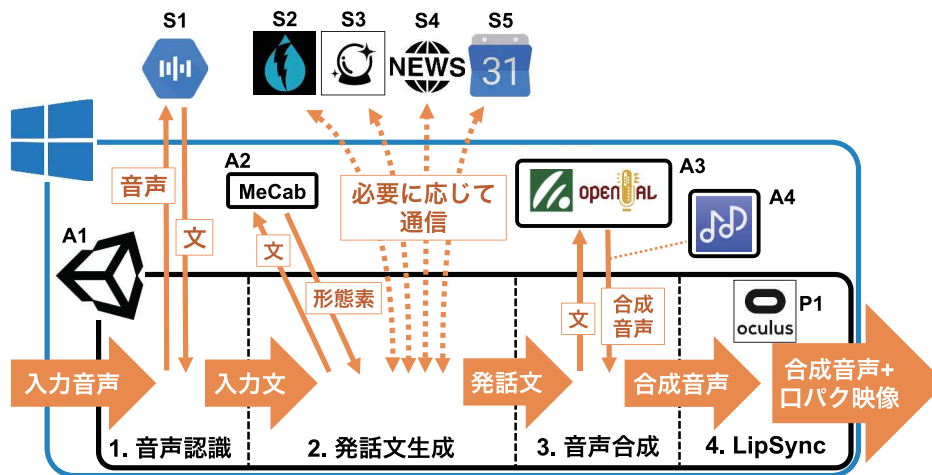 S1
S2
S3
S4
S5
NEWS
31
音声
文
A2
MeCab
必要に応じて
通信
OPENJAL
A3
A4
A1
文
形態素
文
合成
音声
oculus
P1
入力音声
入力文
発話文
合成音声
合成音声+
口パク映像
1. 音声認識
2. 発話文生成
3. 音声合成
4. LipSync